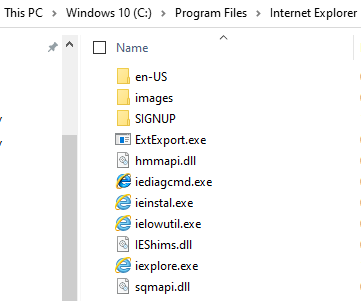 This PC > Windows 10 (C:) > Program Files > Internet Explorer
Name
en-US
images
SIGNUP
ExtExport.exe
hmmapi.dll
iediagcmd.exe
ieinstal.exe
ielowutil.exe
IEShims.dll
iexplore.exe
sqmapi.dll